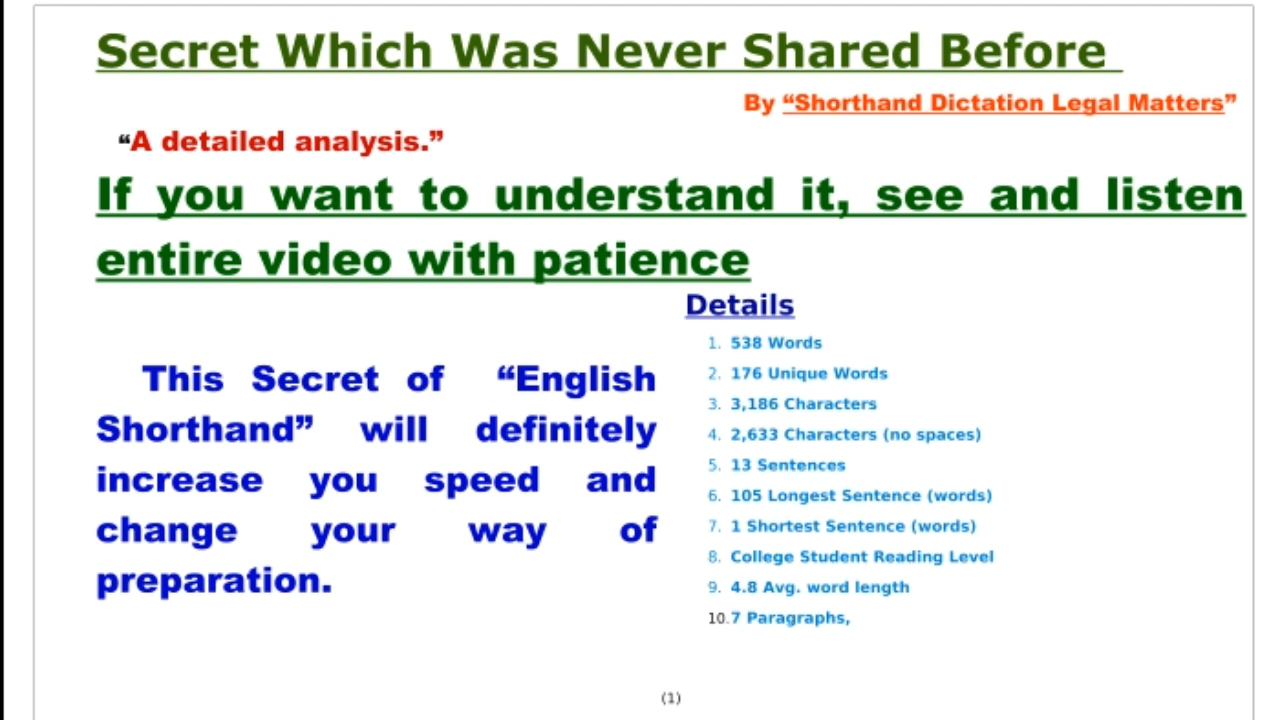 Secret Which Was Never Shared Before
By “Shorthand Dictation Legal Matters”
“A detailed analysis.”
If you want to understand it, see and listen
entire video with patience
This Secret of “English
Shorthand” will definitely
increase you speed and
change your way of
preparation.
Details
1. 538 Words
2. 176 Unique Words
3. 3,186 Characters
4. 2,633 Characters (no spaces)
5. 13 Sentences
6. 105 Longest Sentence (words)
7. 1 Shortest Sentence (words)
8. College Student Reading Level
9. 4.8 Avg. word length
10. 7 Paragraphs,
(1)